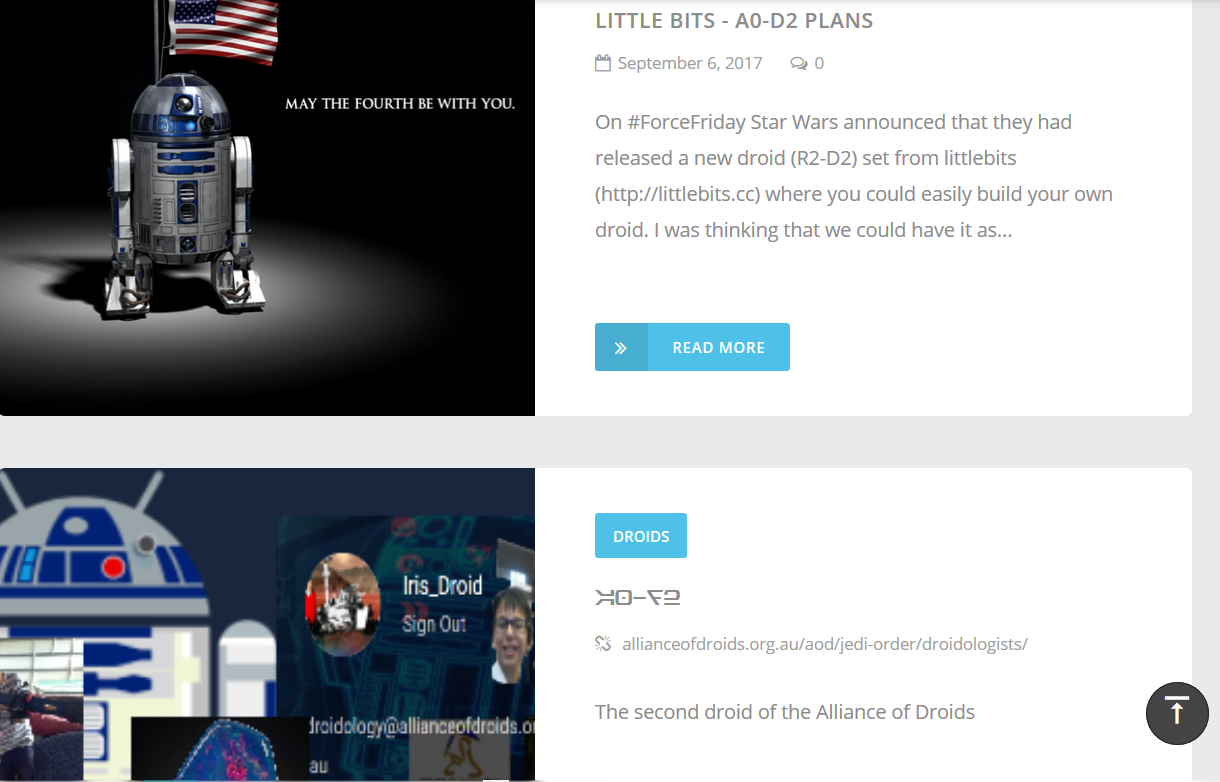 LITTLE BITS - A0-D2 PLANS
September 6, 2017 0
MAY THE FOURTH BE WITH YOU.
On #ForceFriday Star Wars announced that they had
released a new droid (R2-D2) set from littlebits
(http://littlebits.cc) where you could easily build your own
droid. I was thinking that we could have it as...
READ MORE
DROIDS
allianceofdroids.org.au/aod/jedi-order/droidologists/
The second droid of the Alliance of Droids
Iris_Droid
Sign Out
droidology@allianceofdroids.or
au